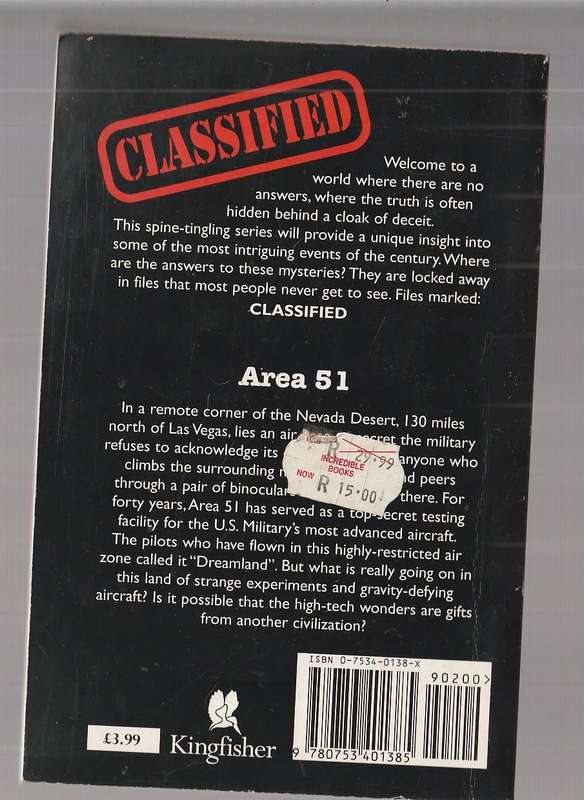 CLASSIFIED
Welcome to a
world where there are no
answers, where the truth is often
hidden behind a cloak of deceit.
This spine-tingling series will provide a unique insight into
some of the most intriguing events of the century. Where
are the answers to these mysteries? They are locked away
in files that most people never get to see. Files marked:
CLASSIFIED
Area 51
In a remote corner of the Nevada Desert, 130 miles
north of Las Vegas, lies an air secret the military
refuses to acknowledge its anyone who
climbs the surrounding and peers
through a pair of binoculars there. For
forty years, Area 51 has served as a top-secret testing
facility for the U.S. Military's most advanced aircraft.
The pilots who have flown in this highly-restricted air
zone called it "Dreamland". But what is really going on in
this land of strange experiments and gravity-defying
aircraft? Is it possible that the high-tech wonders are gifts
from another civilization?
R 29.99
INCREDIBLE
BOOKS
NOW R 15.00
ISBN 0-7534-0138-X
90200>
9 780753 401385
£3.99
Kingfisher